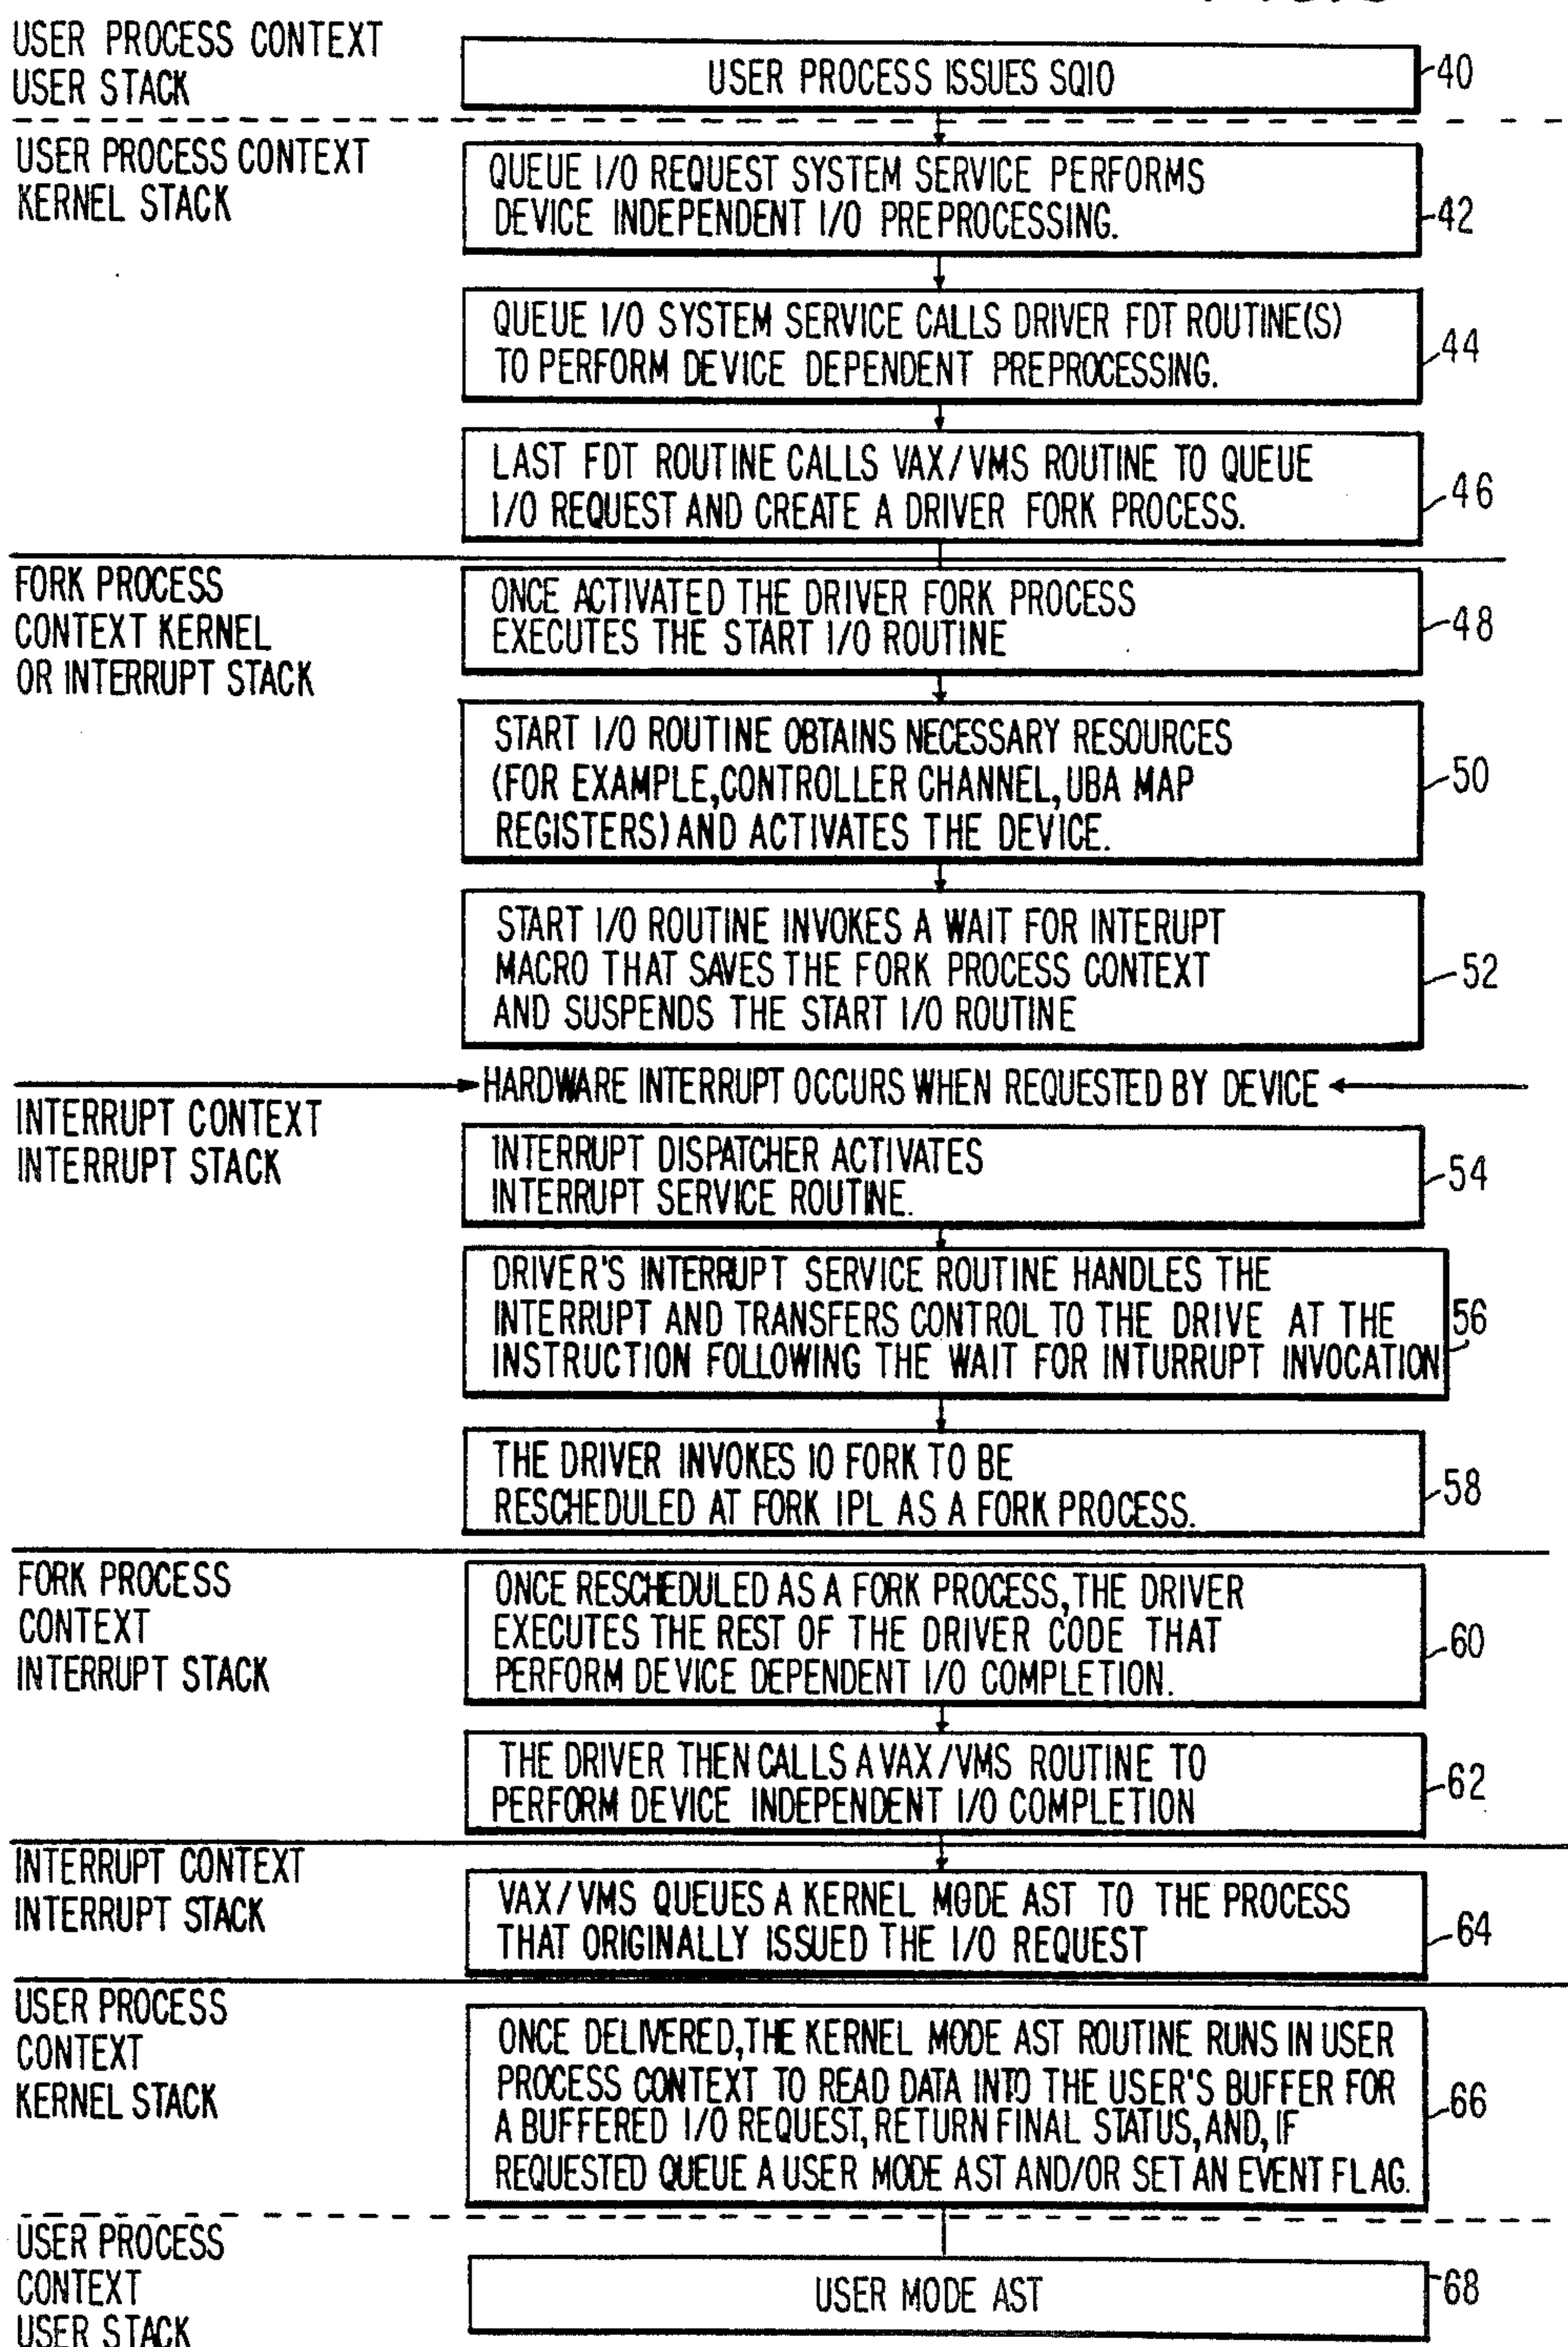 USER PROCESS CONTEXT
USER STACK
USER PROCESS ISSUES SQIO
40
USER PROCESS CONTEXT
KERNEL STACK
QUEUE I/O REQUEST SYSTEM SERVICE PERFORMS
DEVICE INDEPENDENT I/O PREPROCESSING.
42
QUEUE I/O SYSTEM SERVICE CALLS DRIVER FDT ROUTINE(S)
TO PERFORM DEVICE DEPENDENT PREPROCESSING.
44
LAST FDT ROUTINE CALLS VAX/VMS ROUTINE TO QUEUE
I/O REQUEST AND CREATE A DRIVER FORK PROCESS.
46
FORK PROCESS
CONTEXT KERNEL
OR INTERRUPT STACK
ONCE ACTIVATED THE DRIVER FORK PROCESS
EXECUTES THE START I/O ROUTINE
48
START I/O ROUTINE OBTAINS NECESSARY RESOURCES
(FOR EXAMPLE, CONTROLLER CHANNEL, UBA MAP
REGISTERS) AND ACTIVATES THE DEVICE.
50
START I/O ROUTINE INVOKES A WAIT FOR INTERUPT
MACRO THAT SAVES THE FORK PROCESS CONTEXT
AND SUSPENDS THE START I/O ROUTINE
52
HARDWARE INTERRUPT OCCURS WHEN REQUESTED BY DEVICE
INTERRUPT CONTEXT
INTERRUPT STACK
INTERRUPT DISPATCHER ACTIVATES
INTERRUPT SERVICE ROUTINE.
54
DRIVER'S INTERRUPT SERVICE ROUTINE HANDLES THE
INTERRUPT AND TRANSFERS CONTROL TO THE DRIVE AT THE
INSTRUCTION FOLLOWING THE WAIT FOR INTURRUPT INVOCATION
56
THE DRIVER INVOKES IO FORK TO BE
RESCHEDULED AT FORK IPL AS A FORK PROCESS.
58
FORK PROCESS
CONTEXT
INTERRUPT STACK
ONCE RESCHEDULED AS A FORK PROCESS, THE DRIVER
EXECUTES THE REST OF THE DRIVER CODE THAT
PERFORM DEVICE DEPENDENT I/O COMPLETION.
60
THE DRIVER THEN CALLS A VAX/VMS ROUTINE TO
PERFORM DEVICE INDEPENDENT I/O COMPLETION
62
INTERRUPT CONTEXT
INTERRUPT STACK
VAX/VMS QUEUES A KERNEL MODE AST TO THE PROCESS
THAT ORIGINALLY ISSUED THE I/O REQUEST
64
USER PROCESS
CONTEXT
KERNEL STACK
ONCE DELIVERED, THE KERNEL MODE AST ROUTINE RUNS IN USER
PROCESS CONTEXT TO READ DATA INTO THE USER'S BUFFER FOR
A BUFFERED I/O REQUEST, RETURN FINAL STATUS, AND, IF
REQUESTED QUEUE A USER MODE AST AND/OR SET AN EVENT FLAG.
66
USER PROCESS
CONTEXT
USER STACK
USER MODE AST
68